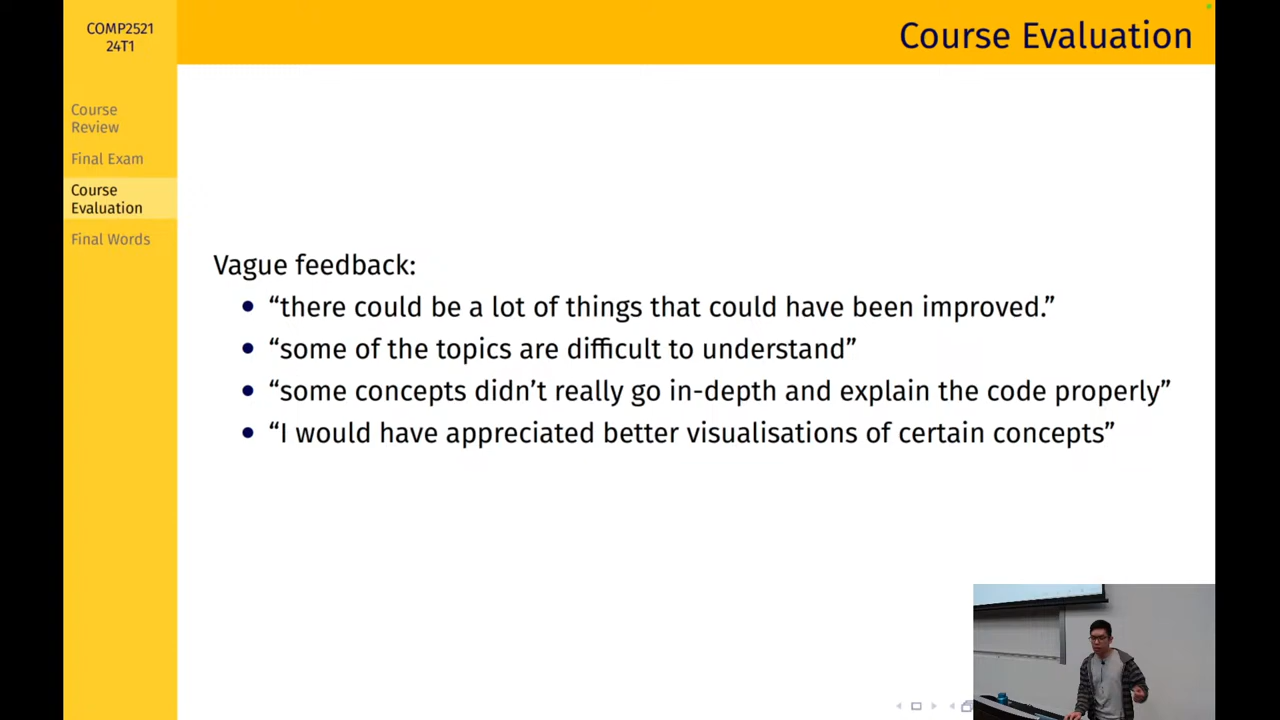 COMP2521
24T1
Course Evaluation
Course
Review
Final Exam
Course
Evaluation
Final Words
Vague feedback:
• “there could be a lot of things that could have been improved.”
• “some of the topics are difficult to understand”
• “some concepts didn’t really go in-depth and explain the code properly”
• “I would have appreciated better visualisations of certain concepts”